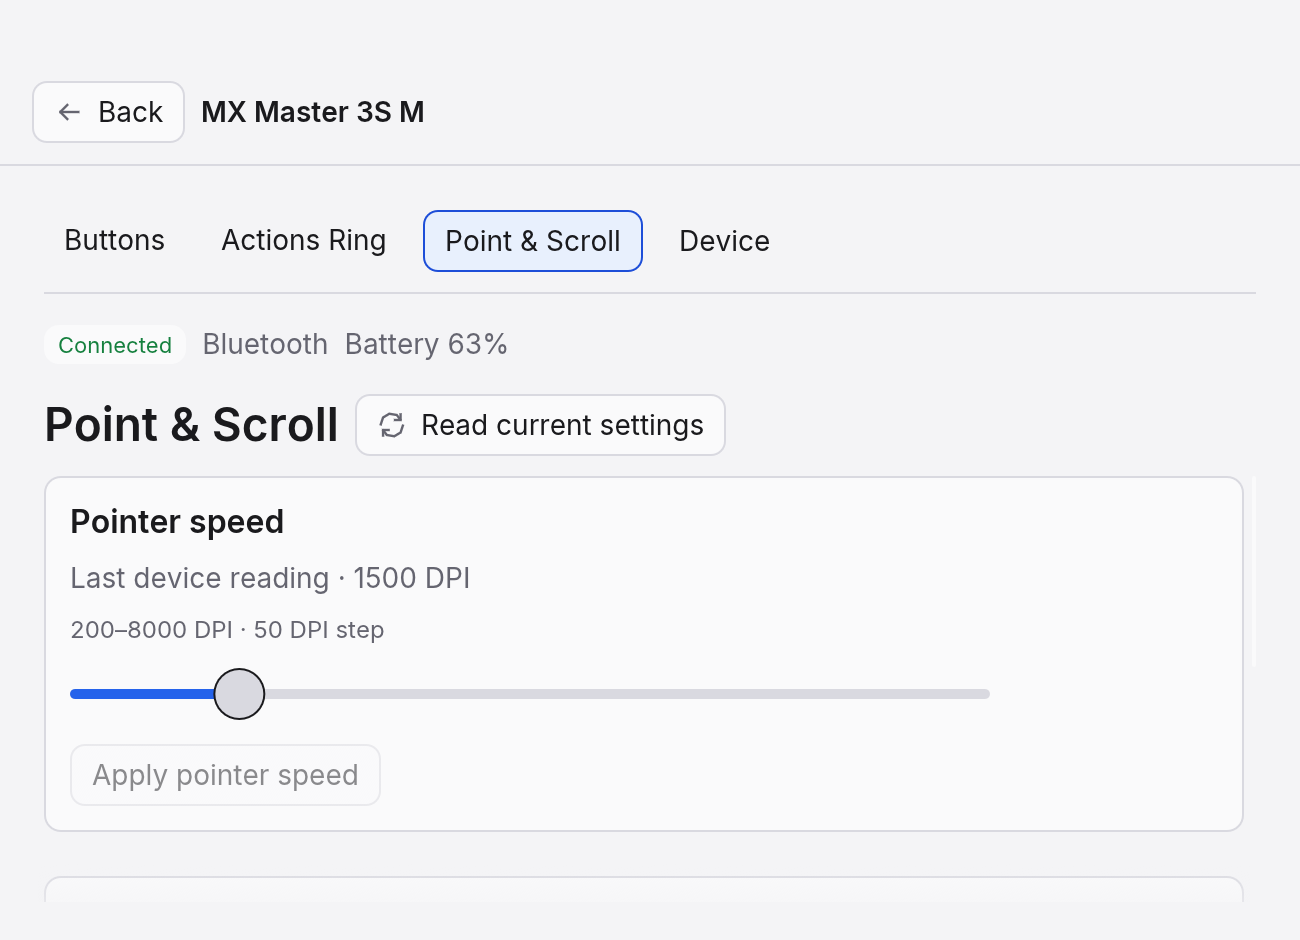 Back
MX Master 3S M
Buttons Actions Ring Point & Scroll Device
Connected Bluetooth Battery 63%
Point & Scroll Read current settings
Pointer speed
Last device reading · 1500 DPI
200–8000 DPI · 50 DPI step
Apply pointer speed